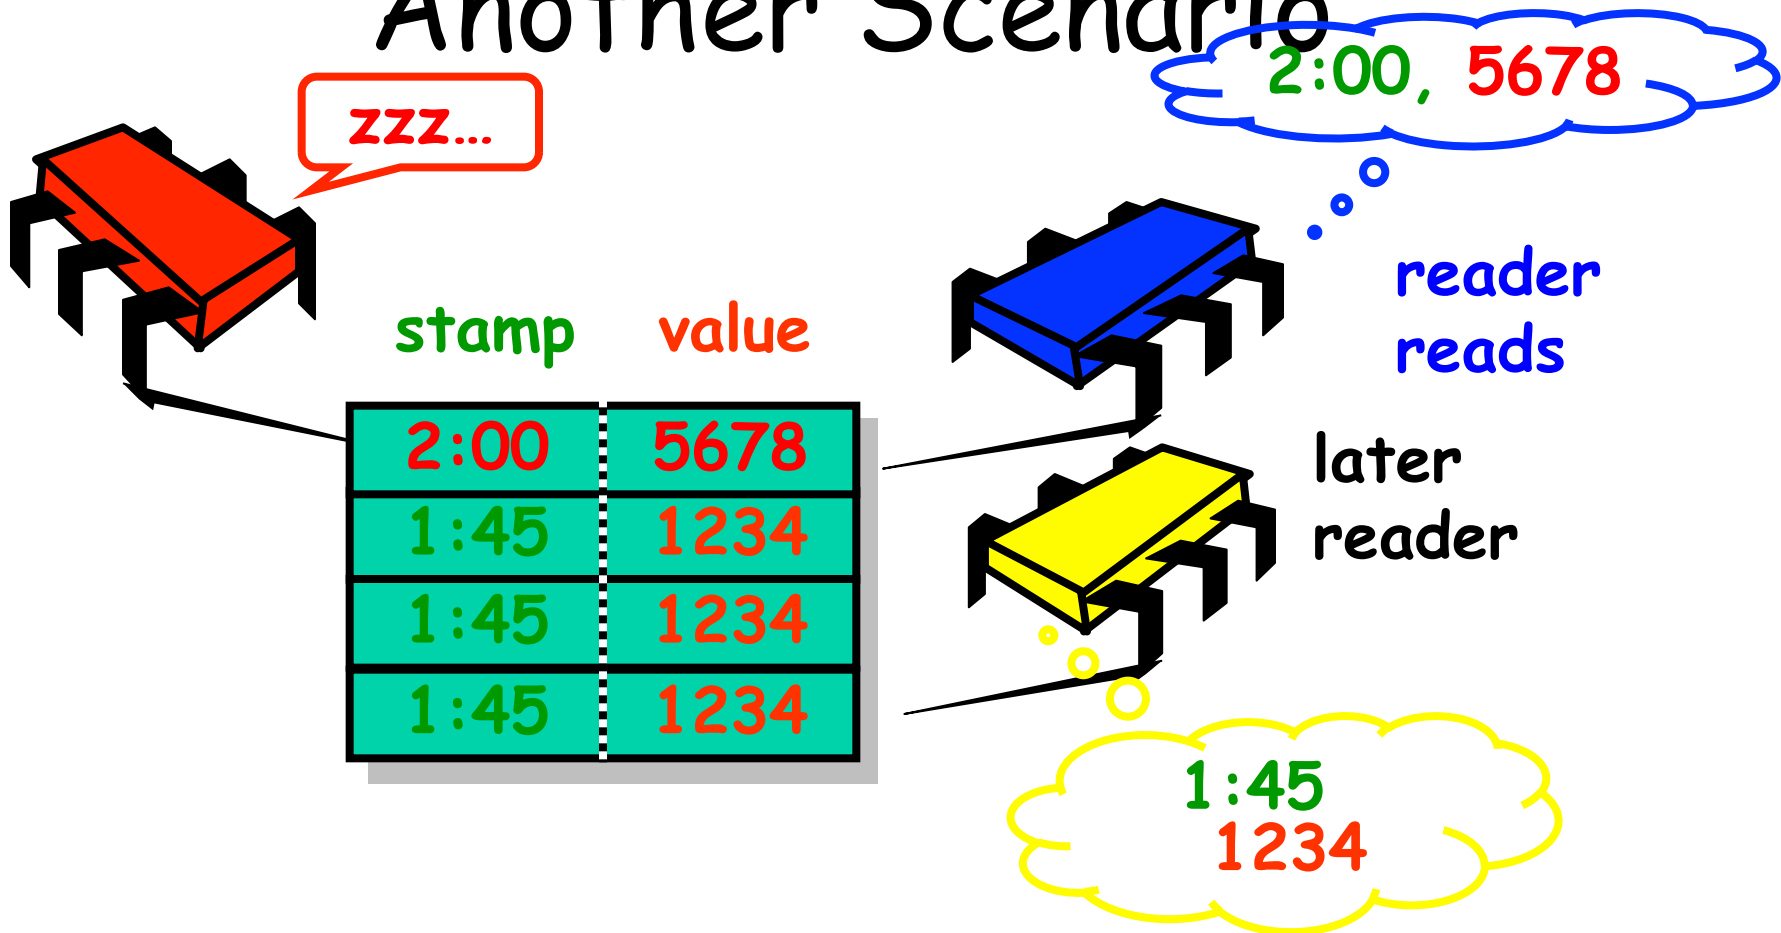 Another Scenario
2:00, 5678
zzz...
reader
reads
stamp value
2:00 5678
1:45 1234
1:45 1234
1:45 1234
later
reader
1:45
1234